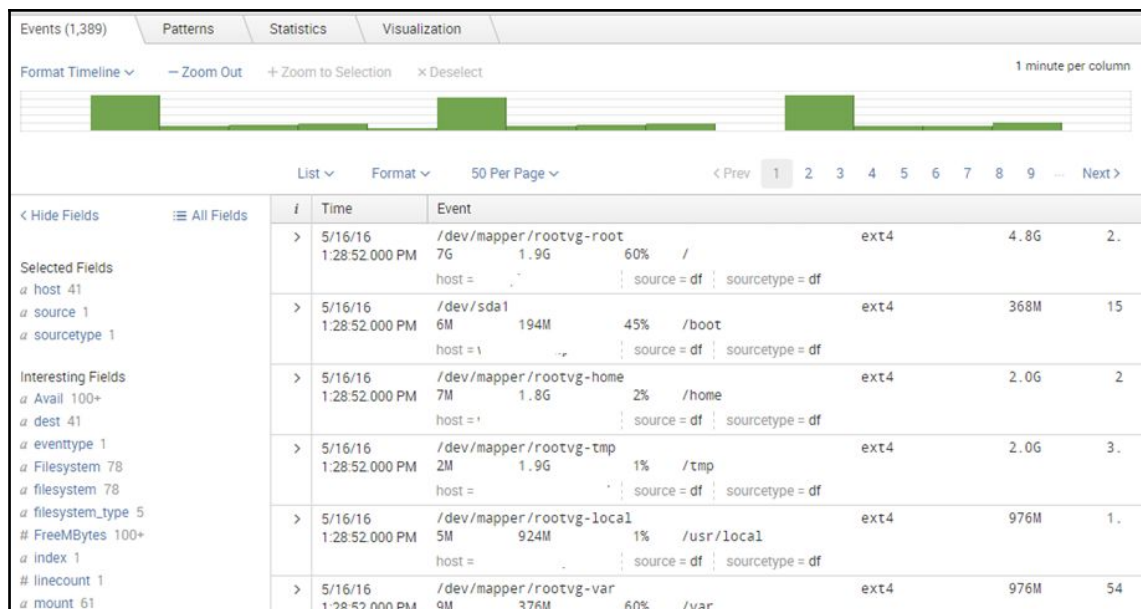 Events (1,389) Patterns Statistics Visualization
Format Timeline — Zoom Out + Zoom to Selection × Deselect 1 minute per column
List Format 50 Per Page < Prev 1 2 3 4 5 6 7 8 9 ... Next >
< Hide Fields All Fields
Selected Fields
a host 41
a source 1
a sourcetype 1
Interesting Fields
a Avail 100+
a dest 41
a eventtype 1
a Filesystem 78
a filesystem 78
a filesystem_type 5
# FreeMBytes 100+
a index 1
# linecount 1
a mount 61
i Time Event
> 5/16/16 /dev/mapper/rootvg-root ext4 4.8G 2.
1:28:52.000 PM 7G 1.9G 60% /
host = source = df sourcetype = df
> 5/16/16 /dev/sda1 ext4 368M 15
1:28:52.000 PM 6M 194M 45% /boot
host = source = df sourcetype = df
> 5/16/16 /dev/mapper/rootvg-home ext4 2.0G 2
1:28:52.000 PM 7M 1.8G 2% /home
host = source = df sourcetype = df
> 5/16/16 /dev/mapper/rootvg-tmp ext4 2.0G 3.
1:28:52.000 PM 2M 1.9G 1% /tmp
host = source = df sourcetype = df
> 5/16/16 /dev/mapper/rootvg-local ext4 976M 1.
1:28:52.000 PM 5M 924M 1% /usr/local
host = source = df sourcetype = df
> 5/16/16 /dev/mapper/rootvg-var ext4 976M 54
1:28:52.000 PM 9M 376M 60% /var